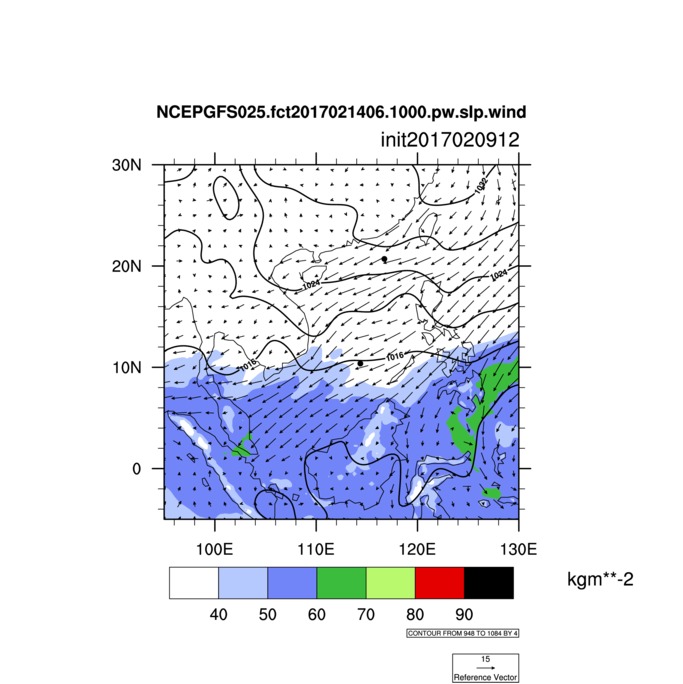 NCEPGFS025.fct2017021406.1000.pw.slp.wind
init2017020912
30N
1032
20N
1024
1024
10N
1016
1016
0
100E 110E 120E 130E
kgm**-2
40 50 60 70 80 90
CONTOUR FROM 948 TO 1084 BY 4
15
Reference Vector